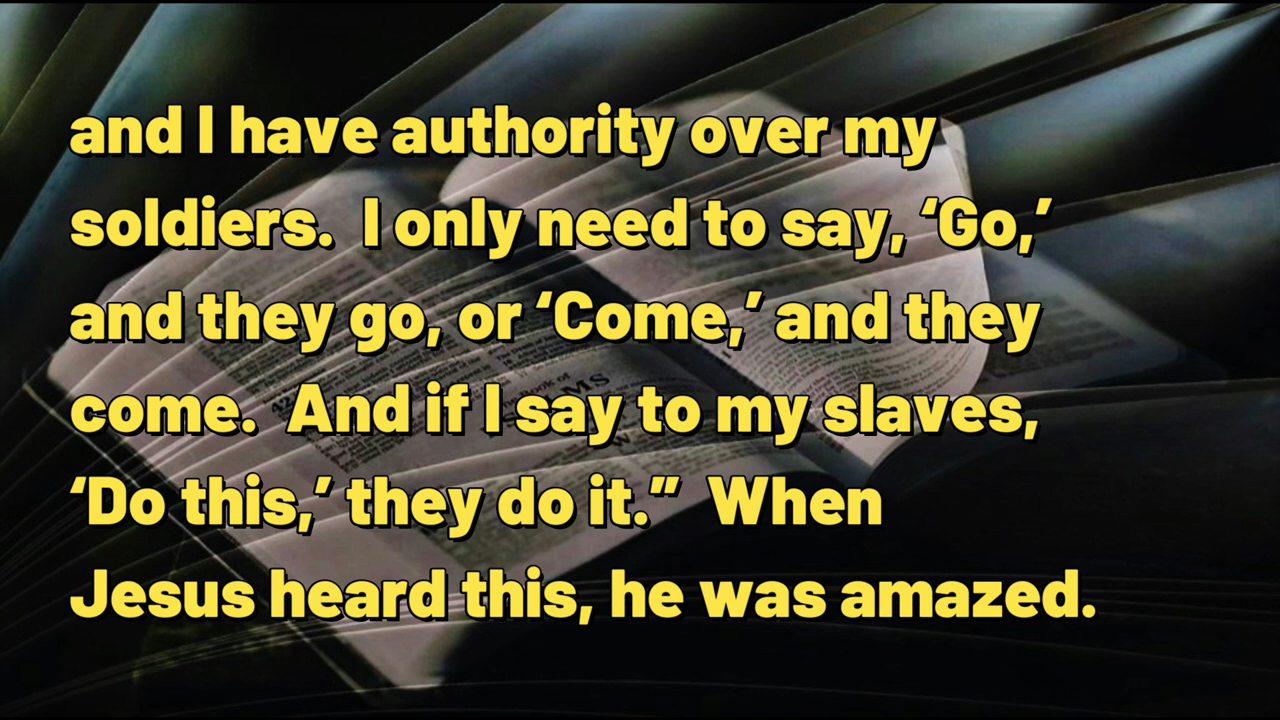 and I have authority over my
soldiers.  I only need to say, ‘Go,’
and they go, or ‘Come,’ and they
come.  And if I say to my slaves,
‘Do this,’ they do it.”  When
Jesus heard this, he was amazed.